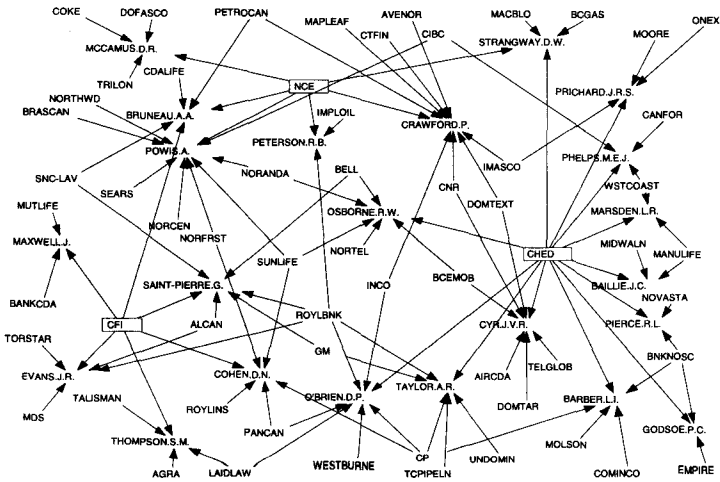 COKE
DOFASCO
PETROCAN
MAPLEAF
AVENOR
CTFIN
CIBC
MACBLO
BCGAS
ONEX
MOORE
STRANGWAY.D.W.
MCCAMUS.D.R.
TRILON
CDALIFE
NCE
PRICHARD.J.R.S.
NORTHWD
BRASCAN
BRUNEAU.A.A.
IMPLOIL
CRAWFORD.P.
CANFOR
PETERSON.R.B.
POWIS.A.
PHELPS.M.E.J.
IMASCO
SNC-LAV
NORANDA
BELL
CNR
WSTCOAST
SEARS
DOMTEXT
MUTLIFE
OSBORNE.R.W.
MARSDEN.L.R.
NORCEN
MAXWELL.J.
NORFRST
NORTEL
MIDWALN
CHED
MANULIFE
SUNLIFE
BANKCDA
SAINT-PIERRE.G.
INCO
BCEMOB
BAILLIE.J.C.
NOVASTA
CFI
ROYLBNK
ALCAN
CYR.J.V.R.
PIERCE.R.L.
TORSTAR
GM
TELGLOB
BNKNOSC
EVANS.J.R.
COHEN.D.N.
AIRCDA
TAYLOR.A.R.
O'BRIEN.D.P.
BARBER.L.I.
TALISMAN
ROYLINS
DOMTAR
MDS
PANCAN
GODSOE.P.C.
THOMPSON.S.M.
MOLSON
CP
UNDOMIN
WESTBURNE
AGRA
LAIDLAW
TCPIPELN
COMINCO
EMPIRE